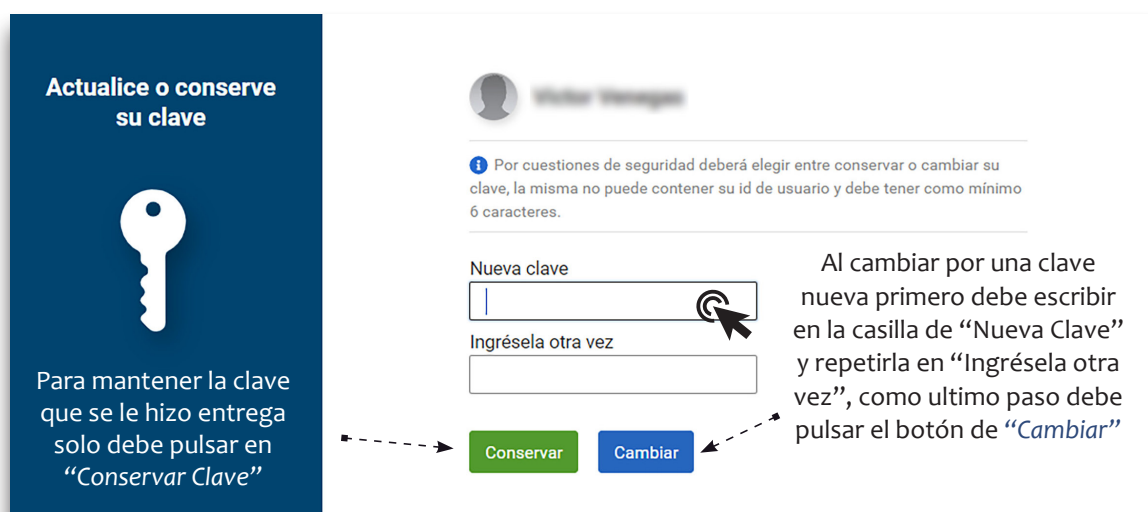 Actualice o conserve
su clave
Para mantener la clave
que se le hizo entrega
solo debe pulsar en
“Conservar Clave”
Victor Venegas
Por cuestiones de seguridad deberá elegir entre conservar o cambiar su
clave, la misma no puede contener su id de usuario y debe tener como mínimo
6 caracteres.
Nueva clave
Ingrésela otra vez
Conservar
Cambiar
Al cambiar por una clave
nueva primero debe escribir
en la casilla de “Nueva Clave”
y repetirla en “Ingrésela otra
vez”, como ultimo paso debe
pulsar el botón de “Cambiar”